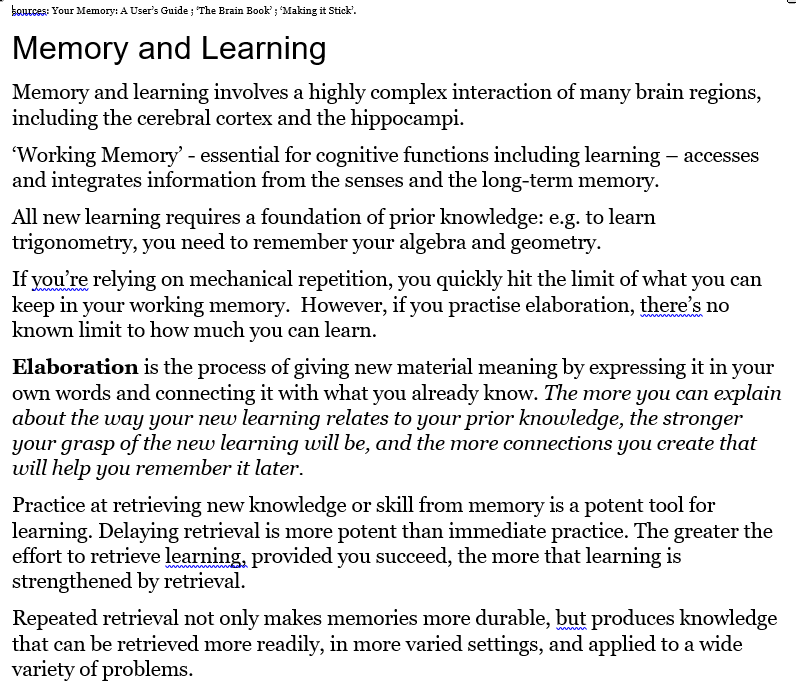 Sources: Your Memory: A User's Guide ; 'The Brain Book' ; 'Making it Stick'.
Memory and Learning
Memory and learning involves a highly complex interaction of many brain regions,
including the cerebral cortex and the hippocampi.
‘Working Memory’ - essential for cognitive functions including learning – accesses
and integrates information from the senses and the long-term memory.
All new learning requires a foundation of prior knowledge: e.g. to learn
trigonometry, you need to remember your algebra and geometry.
If you’re relying on mechanical repetition, you quickly hit the limit of what you can
keep in your working memory.  However, if you practise elaboration, there’s no
known limit to how much you can learn.
Elaboration is the process of giving new material meaning by expressing it in your
own words and connecting it with what you already know. The more you can explain
about the way your new learning relates to your prior knowledge, the stronger
your grasp of the new learning will be, and the more connections you create that
will help you remember it later.
Practice at retrieving new knowledge or skill from memory is a potent tool for
learning. Delaying retrieval is more potent than immediate practice. The greater the
effort to retrieve learning, provided you succeed, the more that learning is
strengthened by retrieval.
Repeated retrieval not only makes memories more durable, but produces knowledge
that can be retrieved more readily, in more varied settings, and applied to a wide
variety of problems.